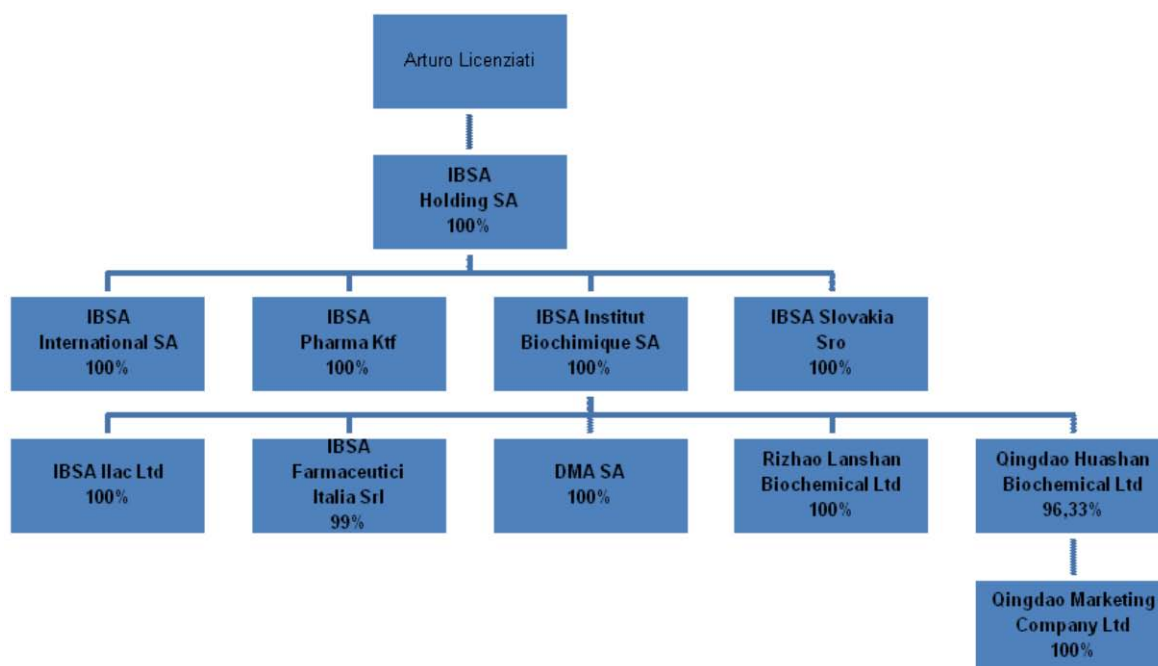 Arturo Licenziati
IBSA
Holding SA
100%
IBSA
International SA
100%
IBSA
Pharma Ktf
100%
IBSA Institut
Biochimique SA
100%
IBSA Slovakia
Sro
100%
IBSA Ilac Ltd
100%
IBSA
Farmaceutici
Italia Srl
99%
DMA SA
100%
Rizhao Lanshan
Biochemical Ltd
100%
Qingdao Huashan
Biochemical Ltd
96,33%
Qingdao Marketing
Company Ltd
100%